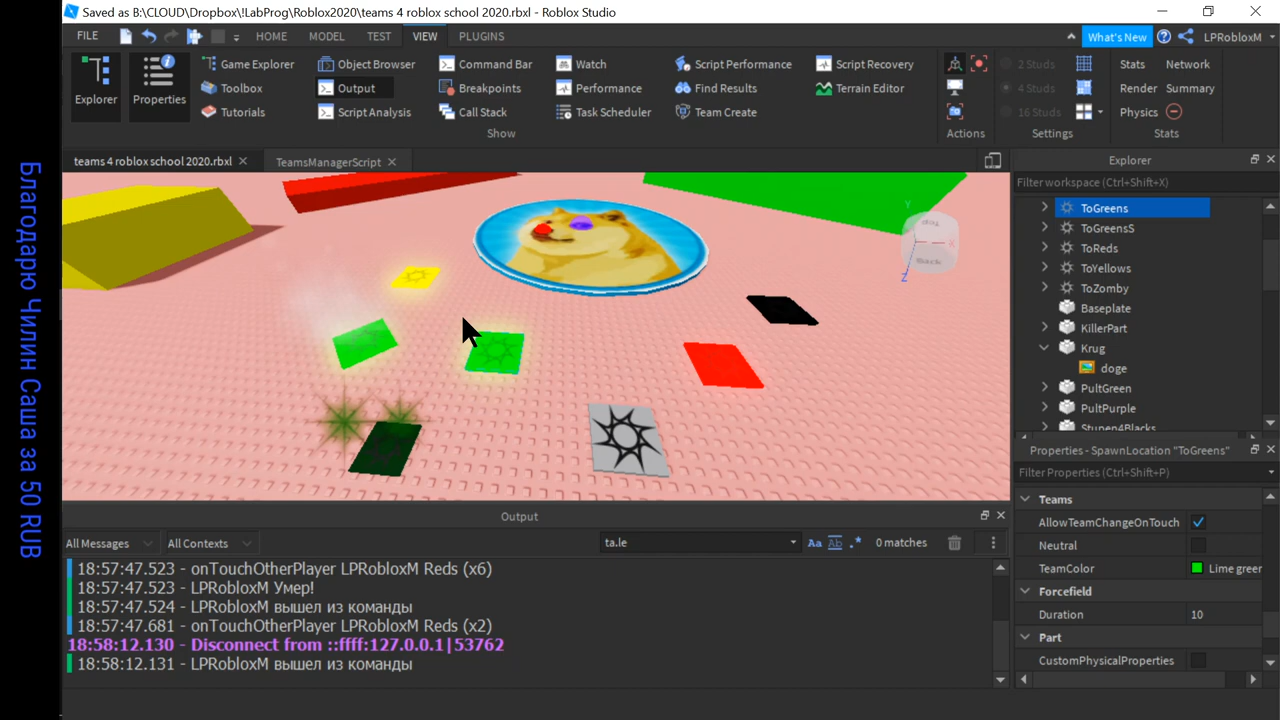 Saved as B:\CLOUD\Dropbox\!LabProg\Roblox2020\teams 4 roblox school 2020.rbxl - Roblox Studio
FILE HOME MODEL TEST VIEW PLUGINS What's New LPRobloxM
Explorer
Properties
Game Explorer
Toolbox
Tutorials
Object Browser
Output
Script Analysis
Command Bar
Breakpoints
Call Stack
Watch
Performance
Task Scheduler
Script Performance
Find Results
Team Create
Script Recovery
Terrain Editor
Show
Actions
2 Studs
4 Studs
16 Studs
Settings
Stats Network
Render Summary
Physics
Stats
teams 4 roblox school 2020.rbxl
TeamsManagerScript
Благодарю Чилин Саша за 50 RUB
Y
X
Z
Back
Explorer
Filter workspace (Ctrl+Shift+X)
ToGreens
ToGreensS
ToReds
ToYellows
ToZomby
Baseplate
KillerPart
Krug
doge
PultGreen
PultPurple
Stupen4Blacks
Properties - SpawnLocation "ToGreens"
Filter Properties (Ctrl+Shift+P)
Teams
AllowTeamChangeOnTouch
Neutral
TeamColor Lime green
Forcefield
Duration 10
Part
CustomPhysicalProperties
Output
All Messages All Contexts ta.le Aa Ab .* 0 matches
18:57:47.523 - onTouchOtherPlayer LPRobloxM Reds (x6)
18:57:47.523 - LPRobloxM Умер!
18:57:47.524 - LPRobloxM вышел из команды
18:57:47.681 - onTouchOtherPlayer LPRobloxM Reds (x2)
18:58:12.130 - Disconnect from ::ffff:127.0.0.1|53762
18:58:12.131 - LPRobloxM вышел из команды